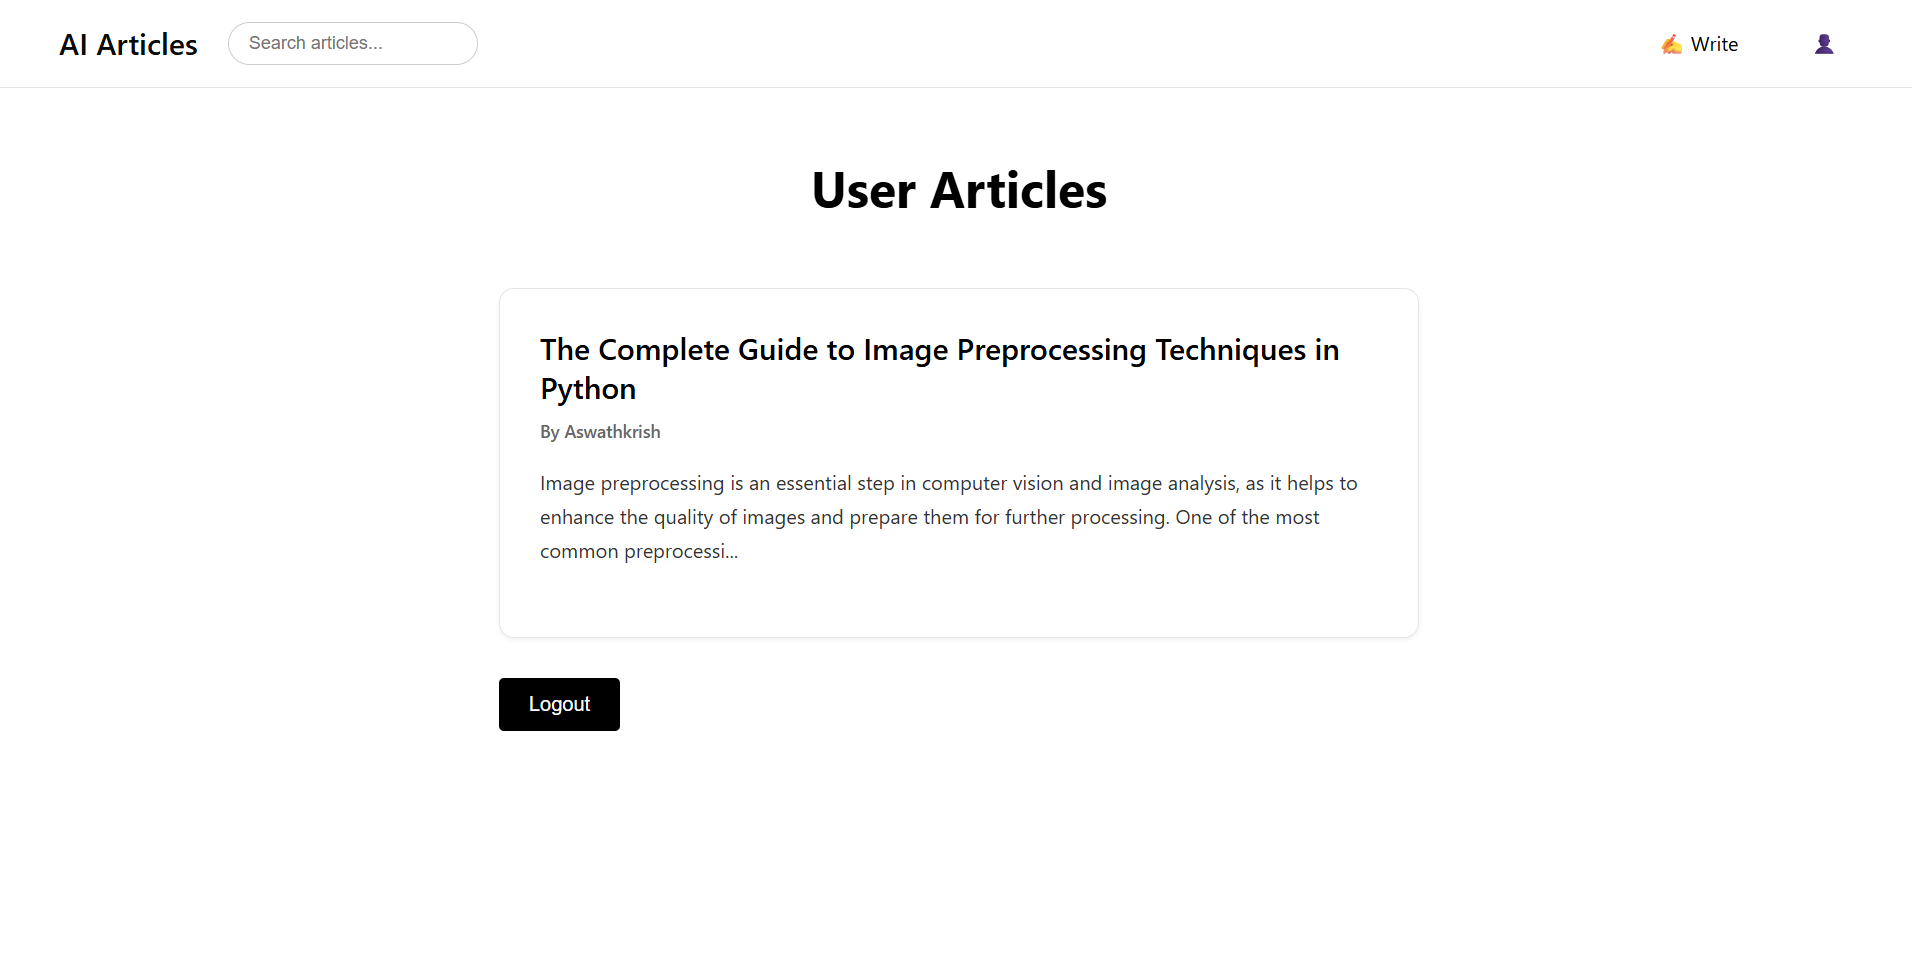 AI Articles
Search articles...
✍️ Write
User Articles
The Complete Guide to Image Preprocessing Techniques in
Python
By Aswathkrish
Image preprocessing is an essential step in computer vision and image analysis, as it helps to
enhance the quality of images and prepare them for further processing. One of the most
common preprocessi...
Logout